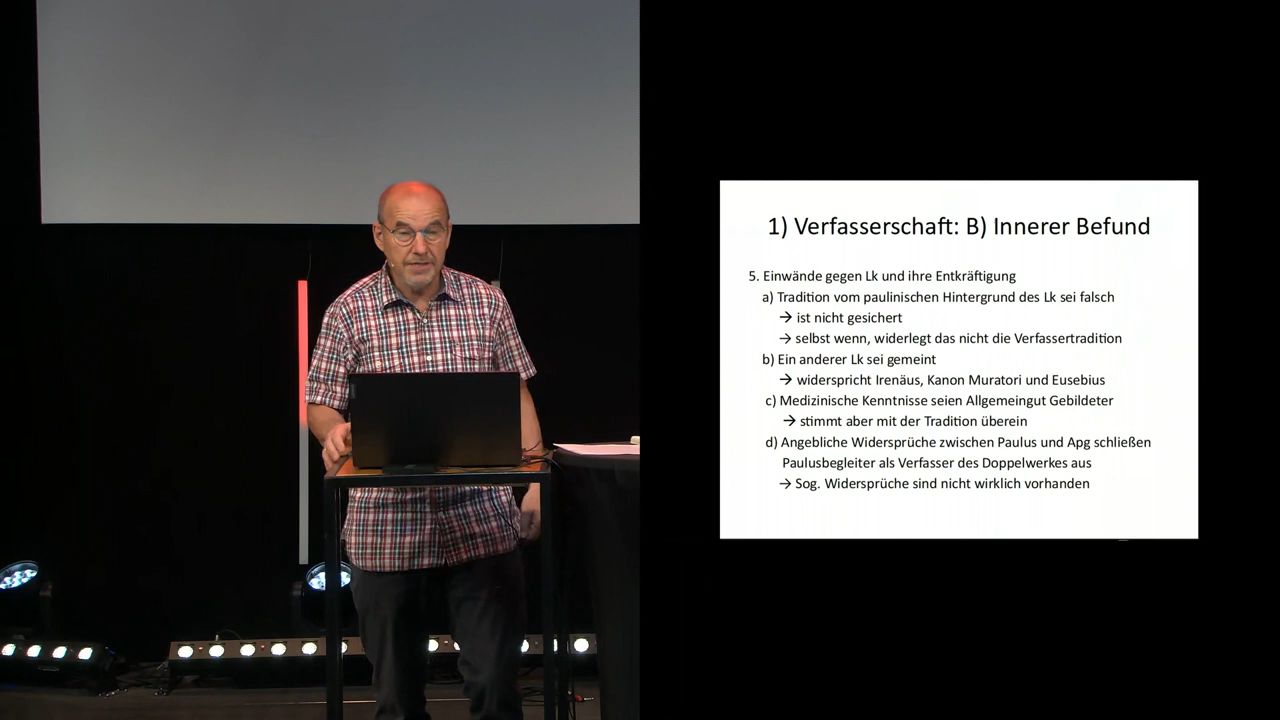 1) Verfasserschaft: B) Innerer Befund
5. Einwände gegen Lk und ihre Entkräftigung
a) Tradition vom paulinischen Hintergrund des Lk sei falsch
→ ist nicht gesichert
→ selbst wenn, widerlegt das nicht die Verfassertradition
b) Ein anderer Lk sei gemeint
→ widerspricht Irenäus, Kanon Muratori und Eusebius
c) Medizinische Kenntnisse seien Allgemeingut Gebildeter
→ stimmt aber mit der Tradition überein
d) Angebliche Widersprüche zwischen Paulus und Apg schließen
Paulusbegleiter als Verfasser des Doppelwerkes aus
→ Sog. Widersprüche sind nicht wirklich vorhanden